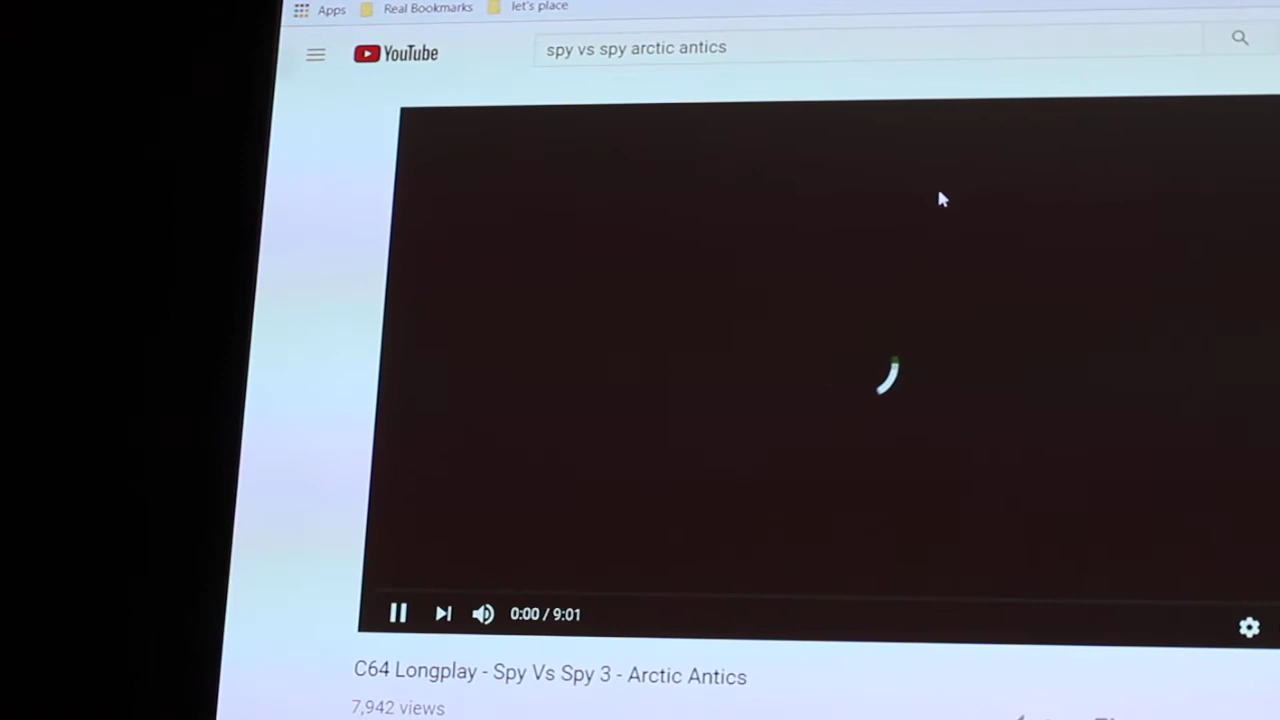 Apps Real Bookmarks let's place
YouTube
spy vs spy arctic antics
0:00 / 9:01
C64 Longplay - Spy Vs Spy 3 - Arctic Antics
7,942 views